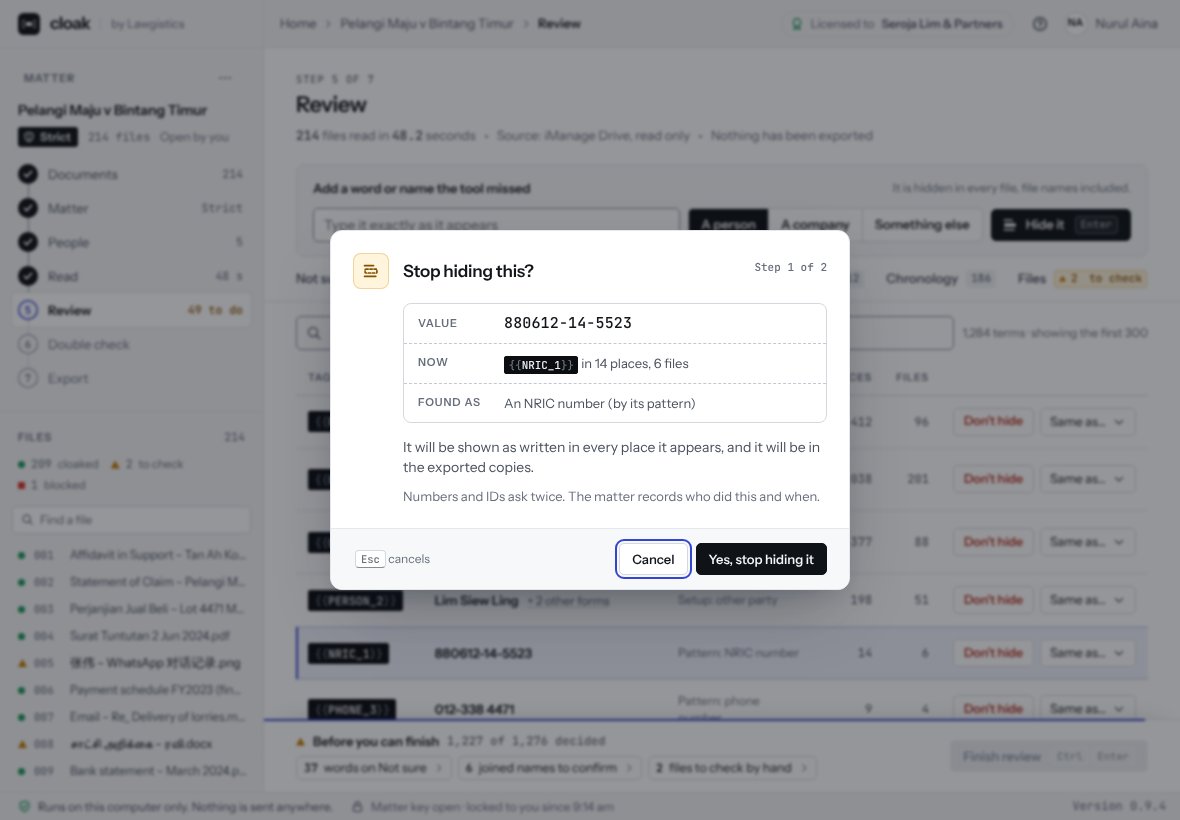 cloak by Lawgistics
Home › Pelangi Maju v Bintang Timur › Review
Licensed to Seroja Lim & Partners
NA Nurul Aina
MATTER
Pelangi Maju v Bintang Timur
Strict 214 files Open by you
Documents 214
Matter Strict
People 5
Read 48 s
5 Review 49 to do
6 Double check
7 Export
FILES 214
209 cloaked 2 to check
1 blocked
Find a file
001 Affidavit in Support – Tan Ah Ko...
002 Statement of Claim – Pelangi M...
003 Perjanjian Jual Beli – Lot 4471 M...
004 Surat Tuntutan 2 Jun 2024.pdf
005 张伟 – WhatsApp 对话记录.png
006 Payment schedule FY2023 (fin...
007 Email – Re_ Delivery of lorries.m...
008 .docx
009 Bank statement – March 2024.p...
STEP 5 OF 7
Review
214 files read in 48.2 seconds • Source: iManage Drive, read only • Nothing has been exported
Add a word or name the tool missed
It is hidden in every file, file names included.
Type it exactly as it appears
A person A company Something else Hide it Enter
Not
Chronology 186 Files 2 to check
1,284 terms · showing the first 300
FILES
412 96 Don't hide Same as...
201 Don't hide Same as...
377 88 Don't hide Same as...
{{PERSON_2}} Lim Siew Ling + 2 other forms Setup: other party 198 51 Don't hide Same as...
{{NRIC_1}} 880612-14-5523 Pattern: NRIC number 14 6 Don't hide Same as...
{{PHONE_3}} 012-338 4471 Pattern: phone number 9 4 Don't hide Same as...
Stop hiding this?
Step 1 of 2
VALUE 880612-14-5523
NOW {{NRIC_1}} in 14 places, 6 files
FOUND AS An NRIC number (by its pattern)
It will be shown as written in every place it appears, and it will be in
the exported copies.
Numbers and IDs ask twice. The matter records who did this and when.
Esc cancels
Cancel
Yes, stop hiding it
Before you can finish 1,227 of 1,276 decided
37 words on Not sure › 6 joined names to confirm › 2 files to check by hand ›
Finish review Ctrl Enter
Runs on this computer only. Nothing is sent anywhere.
Matter key open · locked to you since 9:14 am
Version 0.9.4